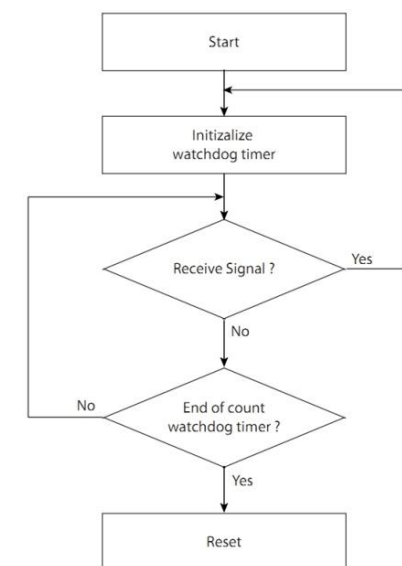 Start
Initizalize
watchdog timer
Receive Signal ?
Yes
No
End of count
watchdog timer ?
No
Yes
Reset